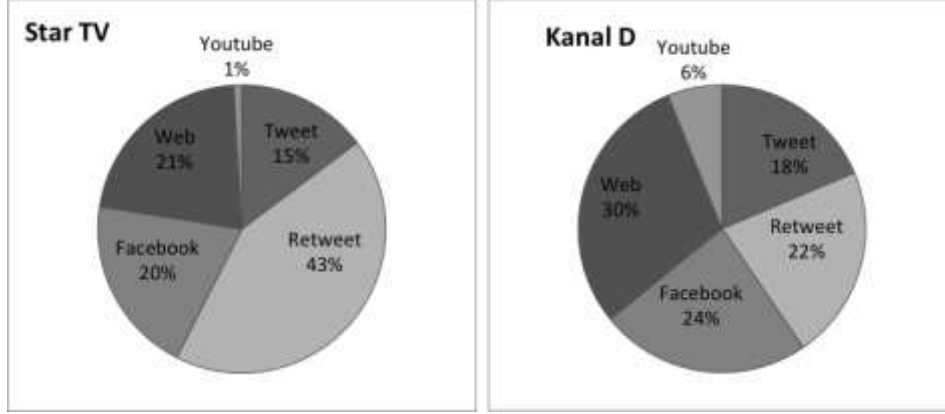 Star TV
Youtube
1%
Tweet
15%
Retweet
43%
Facebook
20%
Web
21%
Kanal D
Youtube
6%
Tweet
18%
Retweet
22%
Facebook
24%
Web
30%